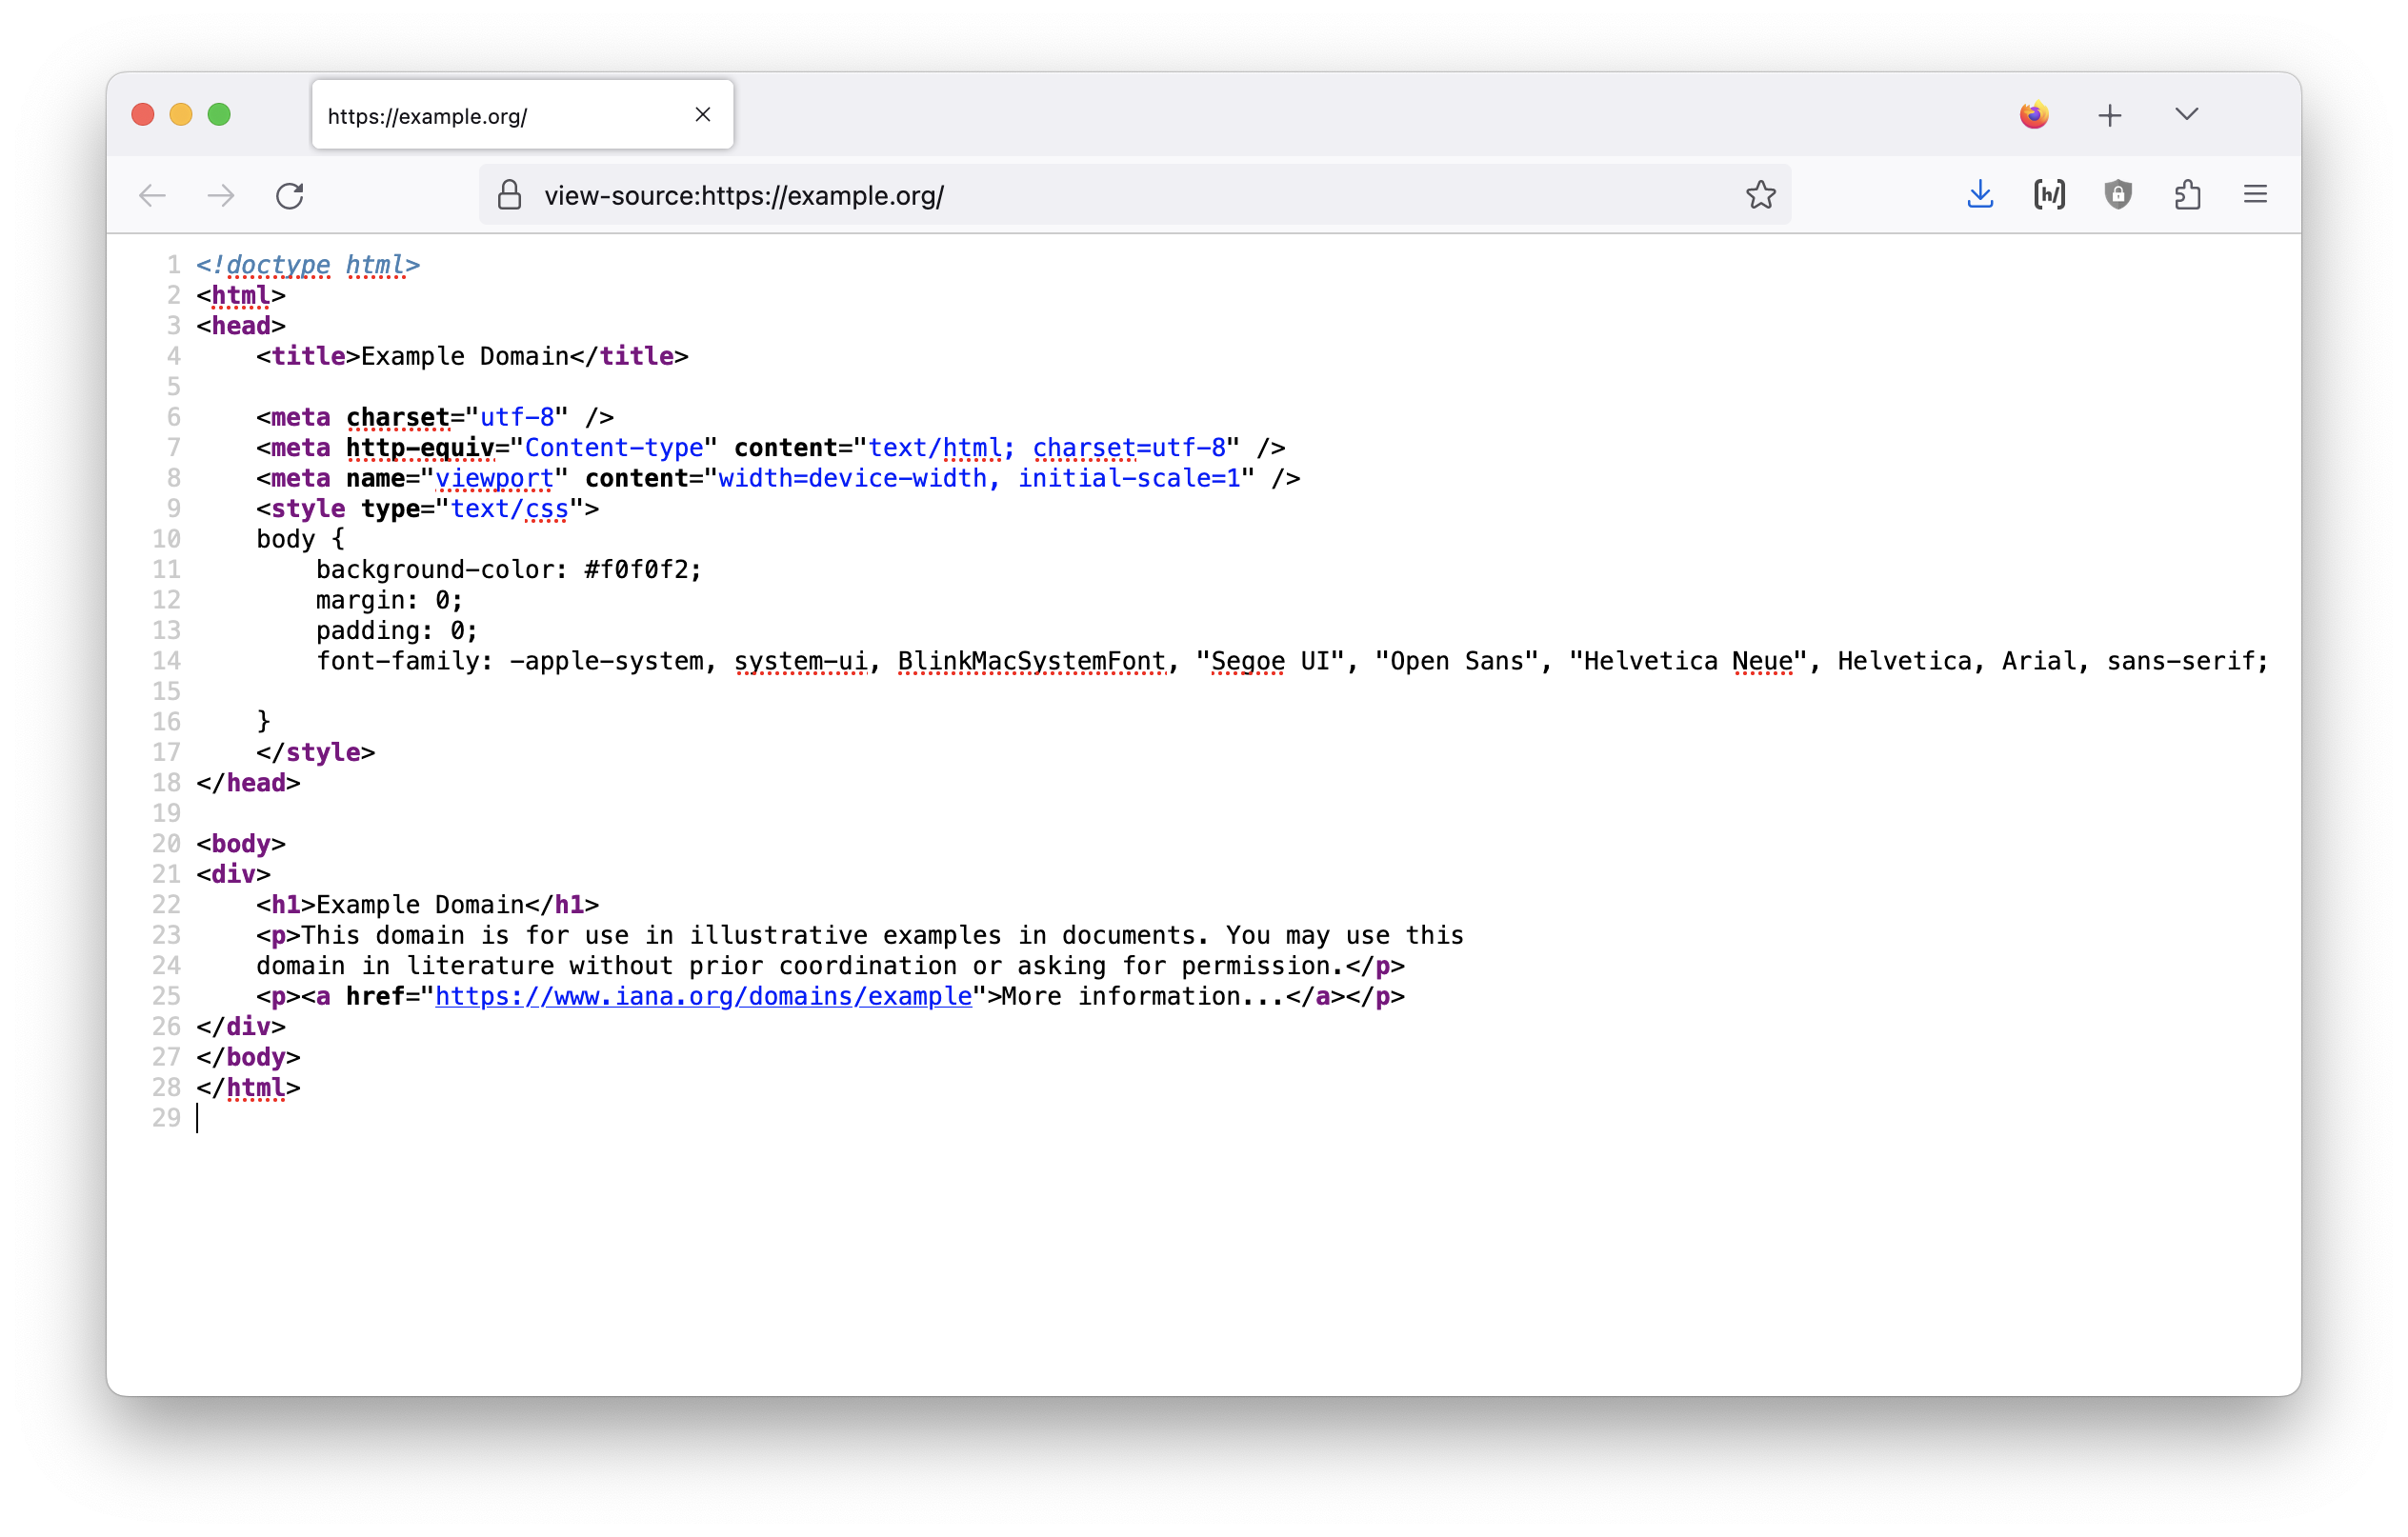 https://example.org/
view-source:https://example.org/
[h/]
1 <!doctype html>
2 <html>
3 <head>
4     <title>Example Domain</title>
5
6     <meta charset="utf-8" />
7     <meta http-equiv="Content-type" content="text/html; charset=utf-8" />
8     <meta name="viewport" content="width=device-width, initial-scale=1" />
9     <style type="text/css">
10     body {
11         background-color: #f0f0f2;
12         margin: 0;
13         padding: 0;
14         font-family: -apple-system, system-ui, BlinkMacSystemFont, "Segoe UI", "Open Sans", "Helvetica Neue", Helvetica, Arial, sans-serif;
15
16     }
17     </style>
18 </head>
19
20 <body>
21 <div>
22     <h1>Example Domain</h1>
23     <p>This domain is for use in illustrative examples in documents. You may use this
24     domain in literature without prior coordination or asking for permission.</p>
25     <p><a href="https://www.iana.org/domains/example">More information...</a></p>
26 </div>
27 </body>
28 </html>
29